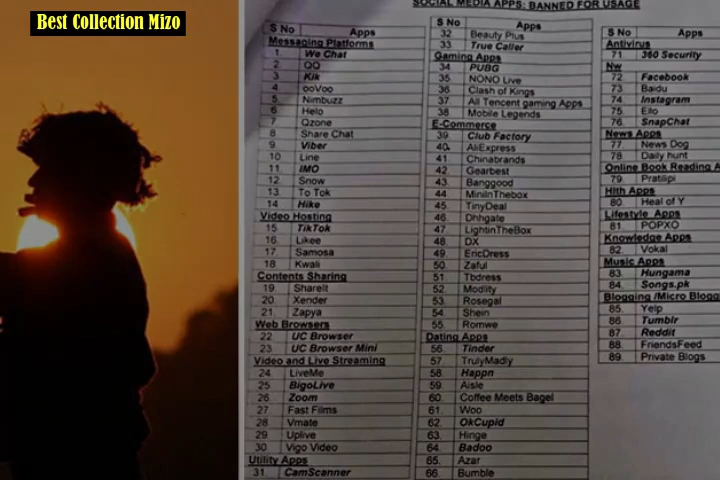 Best Collection Mizo
SOCIAL MEDIA APPS: BANNED FOR USAGE
S No Apps
Messaging Platforms
1. We Chat
2. QQ
3. Kik
4. ooVoo
5. Nimbuzz
6. Helo
7. Qzone
8 Share Chat
9. Viber
10 Line
11. IMO
12. Snow
13. To Tok
14 Hike
Video Hosting
15 TikTok
16. Likee
17. Samosa
18. Kwali
Contents Sharing
19. ShareIt
20. Xender
21. Zapya
Web Browsers
22 UC Browser
23 UC Browser Mini
Video and Live Streaming
24. LiveMe
25 BigoLive
26 Zoom
27 Fast Films
28 Vmate
29 Uplive
30 Vigo Video
Utility Apps
31. CamScanner
S No Apps
32 Beauty Plus
33 True Caller
Gaming Apps
34. PUBG
35. NONO Live
36. Clash of Kings
37. All Tencent gaming Apps
38 Mobile Legends
E-Commerce
39. Club Factory
40. AliExpress
41. Chinabrands
42. Gearbest
43. Banggood
44 MiniInthebox
45. TinyDeal
46. Dhhgate
47. LightinTheBox
48. DX
49. EricDress
50 Zaful
51 Tbdress
52. Modility
53. Rosegal
54 Shein
55. Romwe
Dating Apps
56. Tinder
57. TrulyMadly
58. Happn
59. Aisle
60. Coffee Meets Bagel
61. Woo
62. OkCupid
63. Hinge
64. Badoo
65. Azar
66. Bumble
S No Apps
Antivirus
71 360 Security
Nw
72. Facebook
73. Baidu
74. Instagram
75. Ello
76. SnapChat
News Apps
77. News Dog
78 Daily hunt
Online Book Reading
79. Pratilipi
Hlth Apps
80. Heal of Y
Lifestyle Apps
81. POPXO
Knowledge Apps
82. Vokal
Music Apps
83. Hungama
84. Songs.pk
Blogging /Micro
85. Yelp
86 Tumblr
87. Reddit
88. FriendsFeed
89. Private Blogs